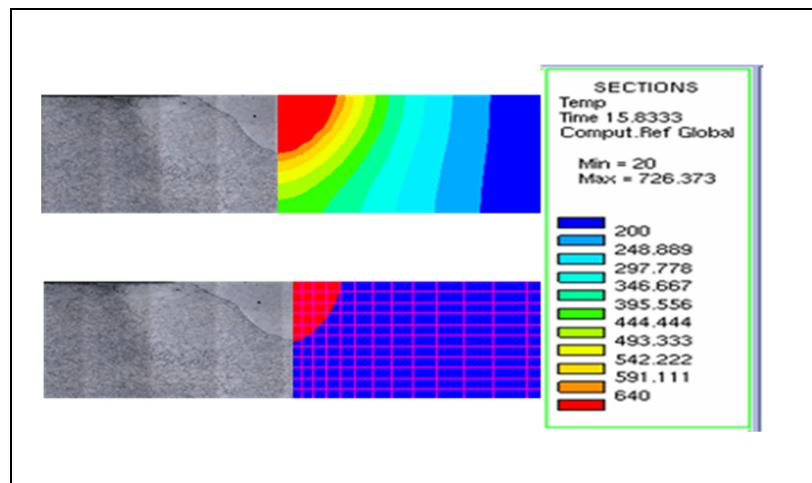 SECTIONS
Temp
Time 15.8333
Comput.Ref Global
Min = 20
Max = 726.373
200
248.889
297.778
346.667
395.556
444.444
493.333
542.222
591.111
640